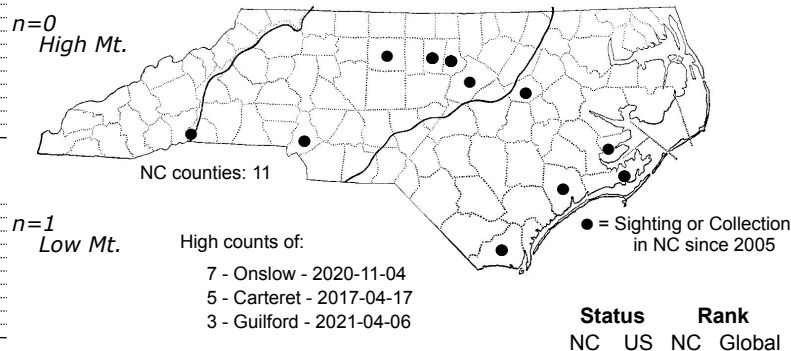 n=0
High Mt.
NC counties: 11
n=1
Low Mt.
High counts of:
7 - Onslow - 2020-11-04
5 - Carteret - 2017-04-17
3 - Guilford - 2021-04-06
● = Sighting or Collection
in NC since 2005
Status Rank
NC US NC Global